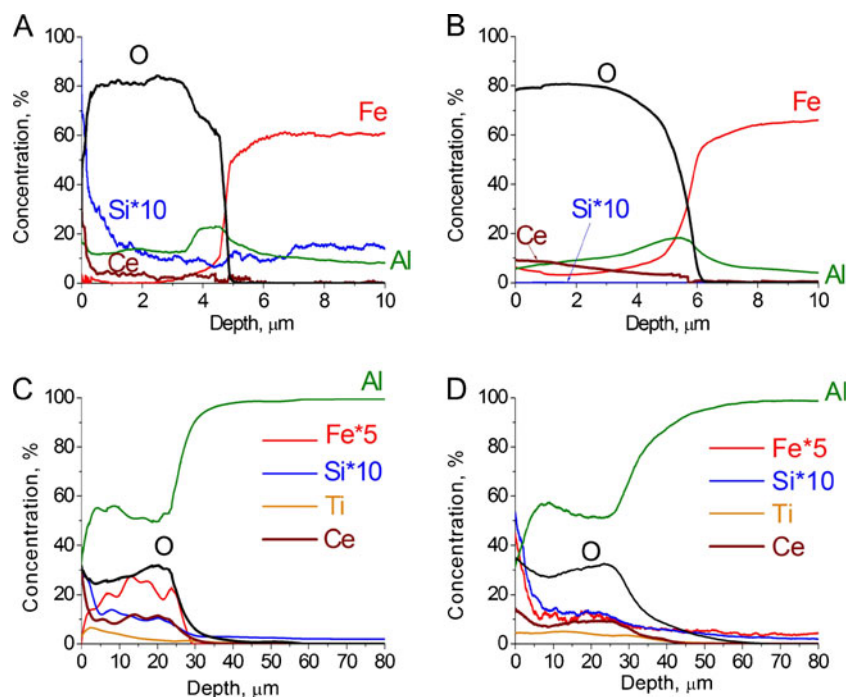 A
O
Fe
Si*10
Ce
Al
Concentration, %
0
20
40
60
80
100
0 2 4 6 8 10
Depth, μm
B
O
Fe
Si*10
Ce
Al
Concentration, %
0
20
40
60
80
100
0 2 4 6 8 10
Depth, μm
C
Al
Fe*5
Si*10
Ti
Ce
O
Concentration, %
0
20
40
60
80
100
0 10 20 30 40 50 60 70 80
Depth, μm
D
Al
Fe*5
Si*10
Ti
Ce
O
Concentration, %
0
20
40
60
80
100
0 10 20 30 40 50 60 70 80
Depth, μm